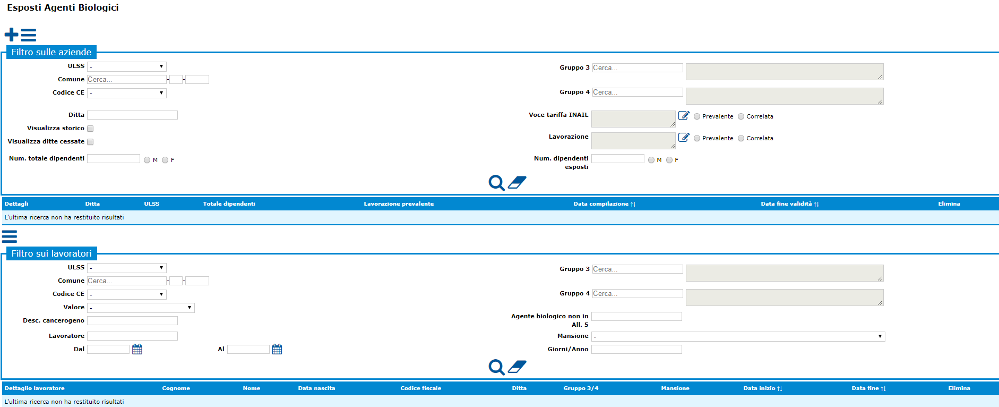 Esposti Agenti Biologici
Filtro sulle aziende
ULSS -
Comune Cerca... - -
Codice CE -
Ditta
Visualizza storico
Visualizza ditte cessate
Num. totale dipendenti M F
Gruppo 3 Cerca...
Gruppo 4 Cerca...
Voce tariffa INAIL Prevalente Correlata
Lavorazione Prevalente Correlata
Num. dipendenti M F
esposti
Dettagli Ditta ULSS Totale dipendenti Lavorazione prevalente Data compilazione ↑↓ Data fine validità ↑↓ Elimina
L'ultima ricerca non ha restituito risultati
Filtro sui lavoratori
ULSS -
Comune Cerca... - -
Codice CE -
Valore -
Desc. cancerogeno
Lavoratore
Dal Al
Gruppo 3 Cerca...
Gruppo 4 Cerca...
Agente biologico non in
All. 5
Mansione -
Giorni/Anno
Dettaglio lavoratore Cognome Nome Data nascita Codice fiscale Ditta Gruppo 3/4 Mansione Data inizio ↑↓ Data fine ↑↓ Elimina
L'ultima ricerca non ha restituito risultati